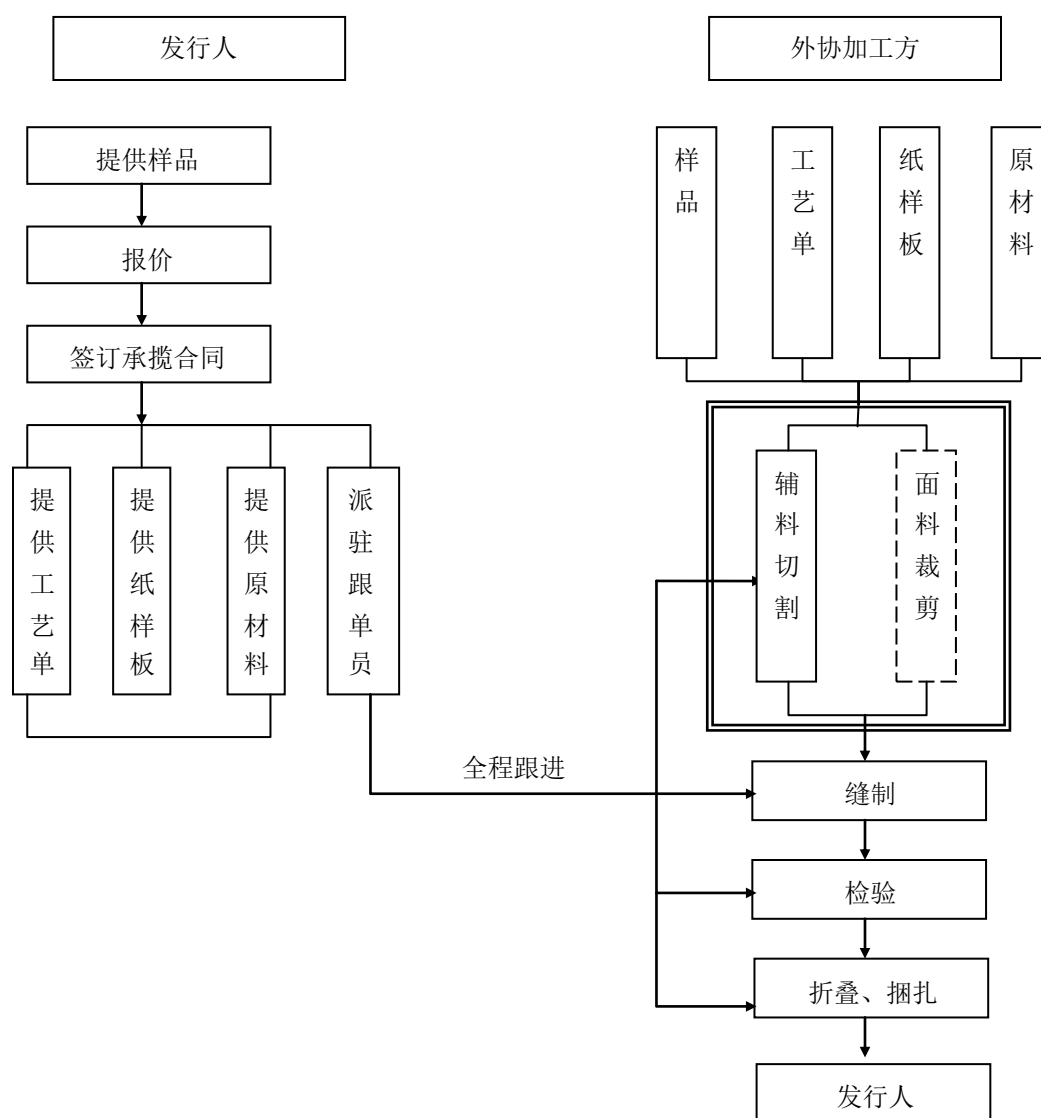 发行人
外协加工方
提供样品
报价
签订承揽合同
提供工艺单
提供纸样板
提供原材料
派驻跟单员
样品
工艺单
纸样板
原材料
辅料切割
面料裁剪
全程跟进
缝制
检验
折叠、捆扎
发行人